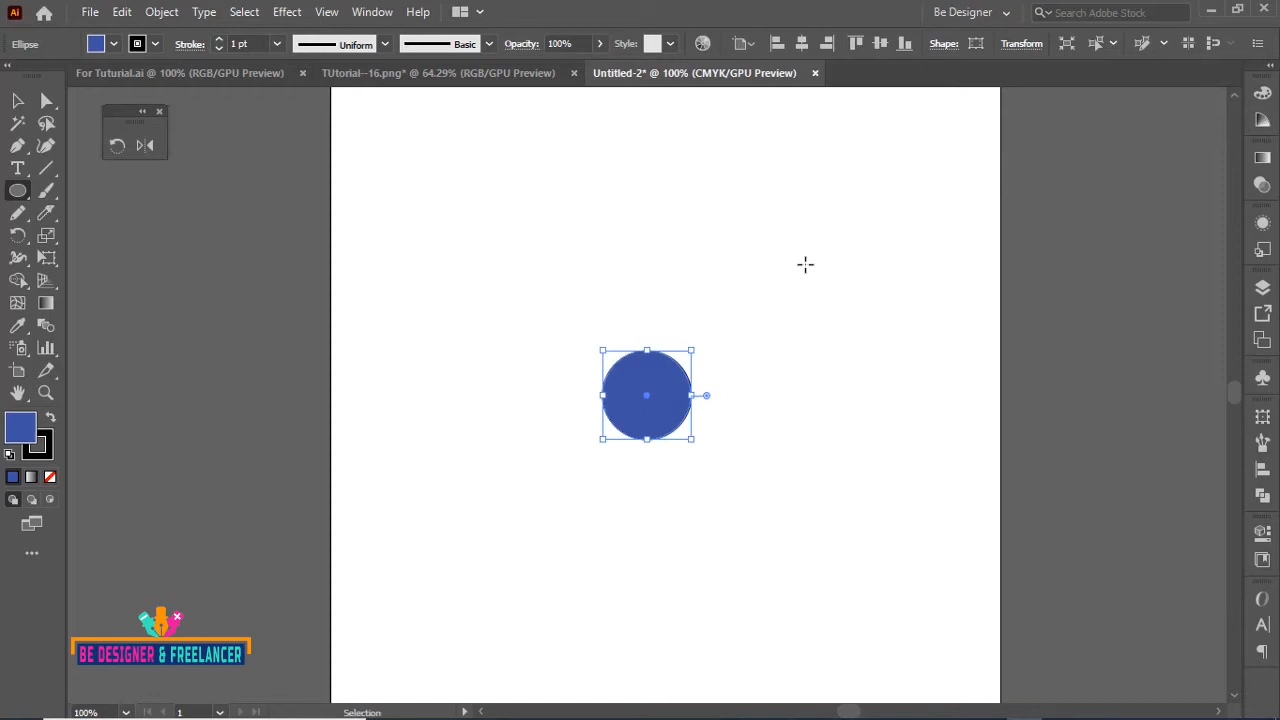 Ai File Edit Object Type Select Effect View Window Help Be Designer Search Adobe Stock
Ellipse Stroke: 1 pt Uniform Basic Opacity: 100% Style: Shape: Transform
For Tuturial.ai @ 100% (RGB/GPU Preview) TUtorial--16.png* @ 64.29% (RGB/GPU Preview) Untitled-2* @ 100% (CMYK/GPU Preview)
BE DESIGNER & FREELANCER
100% 1 Selection